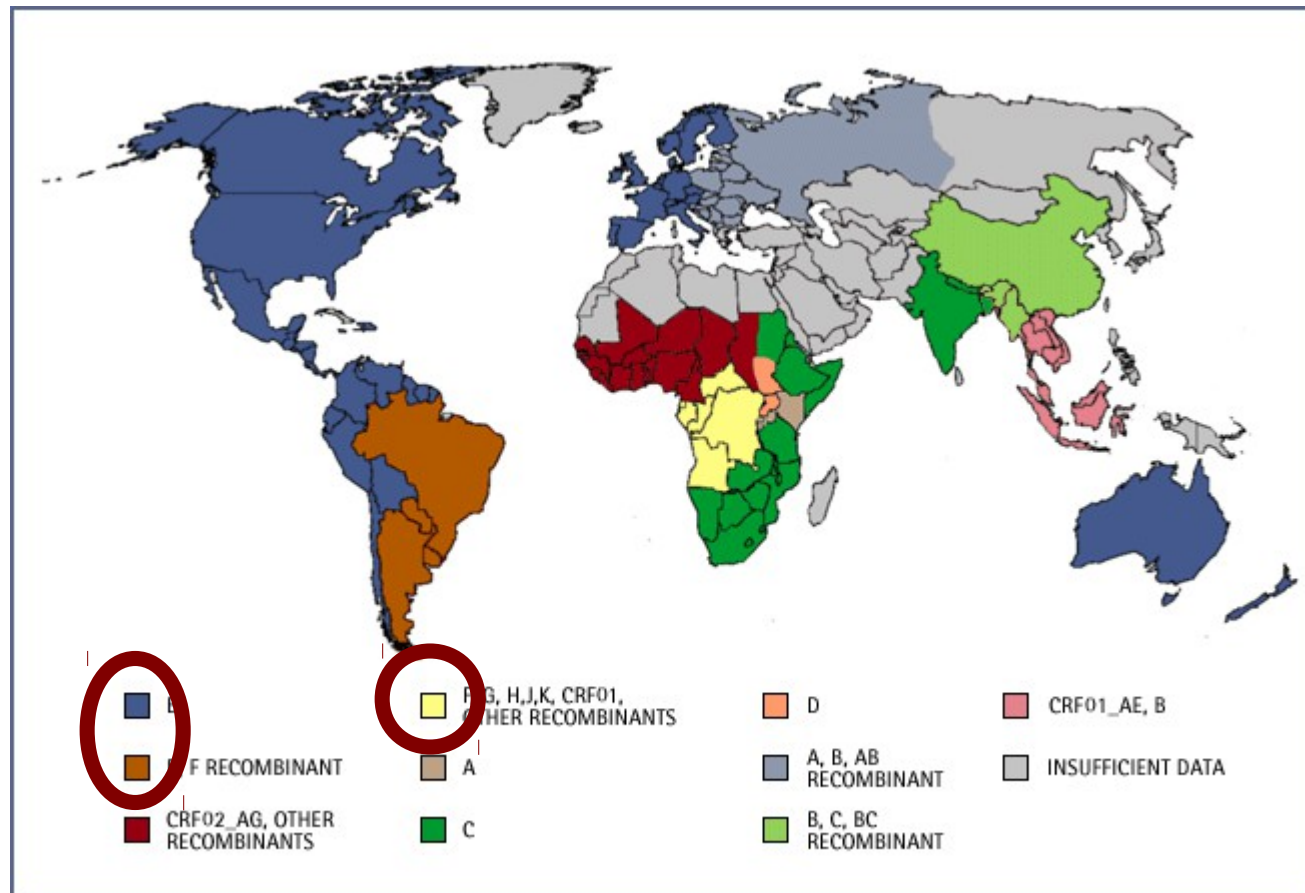 F RECOMBINANT
CRF02_AG, OTHER
RECOMBINANTS
G, H,J,K, CRF01,
OTHER RECOMBINANTS
A
C
D
A, B, AB
RECOMBINANT
B, C, BC
RECOMBINANT
CRF01_AE, B
INSUFFICIENT DATA